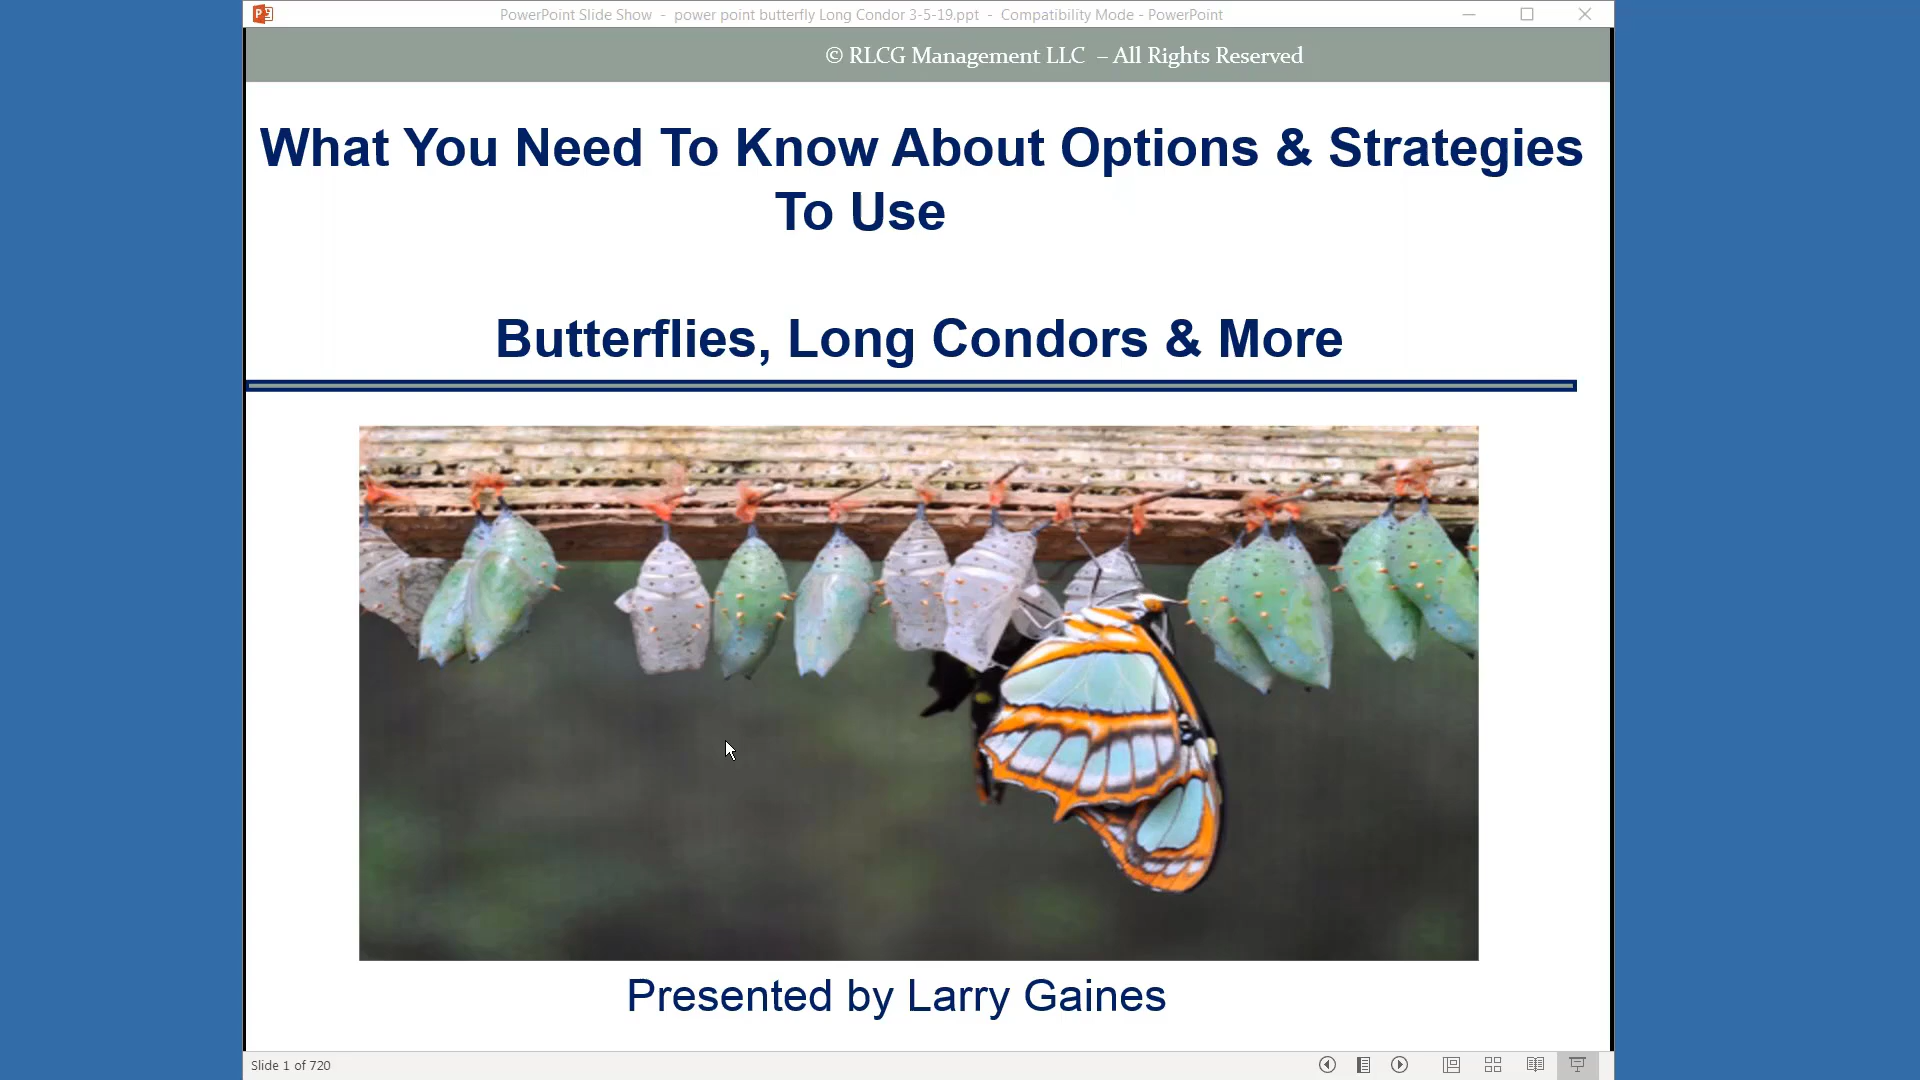 PowerPoint Slide Show - power point butterfly Long Condor 3-5-19.ppt - Compatibility Mode - PowerPoint
© RLCG Management LLC – All Rights Reserved
What You Need To Know About Options & Strategies
To Use
Butterflies, Long Condors & More
Presented by Larry Gaines
Slide 1 of 720